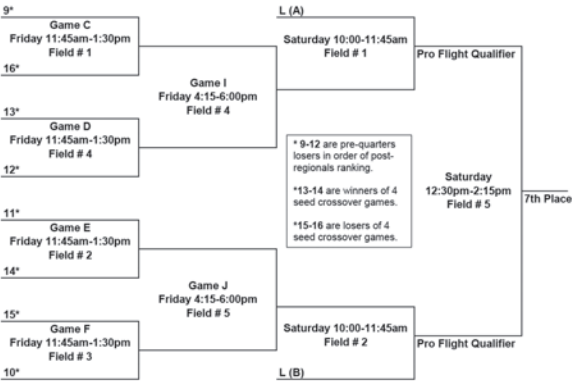 9*
Game C
Friday 11:45am-1:30pm
Field # 1
16*
13*
Game D
Friday 11:45am-1:30pm
Field # 4
12*
11*
Game E
Friday 11:45am-1:30pm
Field # 2
14*
15*
Game F
Friday 11:45am-1:30pm
Field # 3
10*
Game I
Friday 4:15-6:00pm
Field # 4
Game J
Friday 4:15-6:00pm
Field # 5
L (A)
Saturday 10:00-11:45am
Field # 1
* 9-12 are pre-quarters
losers in order of post-
regionals ranking.
*13-14 are winners of 4
seed crossover games.
*15-16 are losers of 4
seed crossover games.
Saturday 10:00-11:45am
Field # 2
L (B)
Pro Flight Qualifier
Saturday
12:30pm-2:15pm
Field # 5
Pro Flight Qualifier
7th Place